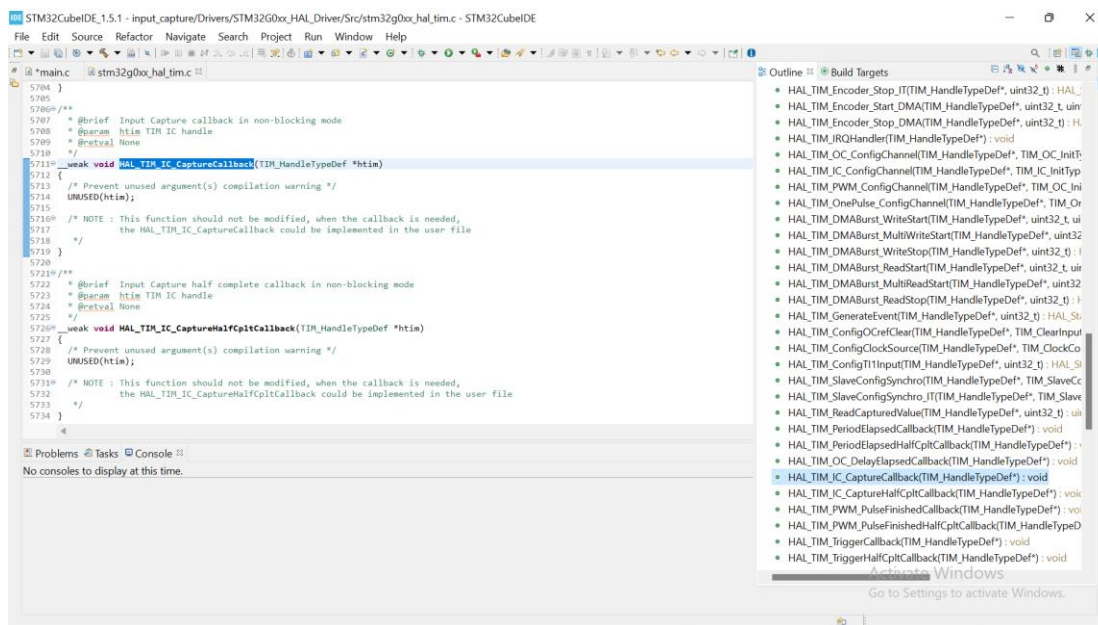 IDE STM32CubeIDE_1.5.1 - input_capture/Drivers/STM32G0xx_HAL_Driver/Src/stm32g0xx_hal_tim.c - STM32CubeIDE
File Edit Source Refactor Navigate Search Project Run Window Help
*main.c stm32g0xx_hal_tim.c
5704 }
5705
5706 /**
5707 * @brief Input Capture callback in non-blocking mode
5708 * @param htim TIM IC handle
5709 * @retval None
5710 */
5711 __weak void HAL_TIM_IC_CaptureCallback(TIM_HandleTypeDef *htim)
5712 {
5713 /* Prevent unused argument(s) compilation warning */
5714 UNUSED(htim);
5715
5716 /* NOTE : This function should not be modified, when the callback is needed,
5717 the HAL_TIM_IC_CaptureCallback could be implemented in the user file
5718 */
5719 }
5720
5721 /**
5722 * @brief Input Capture half complete callback in non-blocking mode
5723 * @param htim TIM IC handle
5724 * @retval None
5725 */
5726 __weak void HAL_TIM_IC_CaptureHalfCpltCallback(TIM_HandleTypeDef *htim)
5727 {
5728 /* Prevent unused argument(s) compilation warning */
5729 UNUSED(htim);
5730
5731 /* NOTE : This function should not be modified, when the callback is needed,
5732 the HAL_TIM_IC_CaptureHalfCpltCallback could be implemented in the user file
5733 */
5734 }
Problems Tasks Console
No consoles to display at this time.
Outline Build Targets
HAL_TIM_Encoder_Stop_IT(TIM_HandleTypeDef*, uint32_t) : HAL_
HAL_TIM_Encoder_Start_DMA(TIM_HandleTypeDef*, uint32_t, uin
HAL_TIM_Encoder_Stop_DMA(TIM_HandleTypeDef*, uint32_t) : H
HAL_TIM_IRQHandler(TIM_HandleTypeDef*) : void
HAL_TIM_OC_ConfigChannel(TIM_HandleTypeDef*, TIM_OC_InitT
HAL_TIM_IC_ConfigChannel(TIM_HandleTypeDef*, TIM_IC_InitTyp
HAL_TIM_PWM_ConfigChannel(TIM_HandleTypeDef*, TIM_OC_Ini
HAL_TIM_OnePulse_ConfigChannel(TIM_HandleTypeDef*, TIM_Or
HAL_TIM_DMABurst_WriteStart(TIM_HandleTypeDef*, uint32_t, ui
HAL_TIM_DMABurst_MultiWriteStart(TIM_HandleTypeDef*, uint32
HAL_TIM_DMABurst_WriteStop(TIM_HandleTypeDef*, uint32_t) :
HAL_TIM_DMABurst_ReadStart(TIM_HandleTypeDef*, uint32_t, uir
HAL_TIM_DMABurst_MultiReadStart(TIM_HandleTypeDef*, uint32
HAL_TIM_DMABurst_ReadStop(TIM_HandleTypeDef*, uint32_t) : H
HAL_TIM_GenerateEvent(TIM_HandleTypeDef*, uint32_t) : HAL_St
HAL_TIM_ConfigOCrefClear(TIM_HandleTypeDef*, TIM_ClearInput
HAL_TIM_ConfigClockSource(TIM_HandleTypeDef*, TIM_ClockCo
HAL_TIM_ConfigTI1Input(TIM_HandleTypeDef*, uint32_t) : HAL_S
HAL_TIM_SlaveConfigSynchro(TIM_HandleTypeDef*, TIM_SlaveCc
HAL_TIM_SlaveConfigSynchro_IT(TIM_HandleTypeDef*, TIM_Slave
HAL_TIM_ReadCapturedValue(TIM_HandleTypeDef*, uint32_t) : ui
HAL_TIM_PeriodElapsedCallback(TIM_HandleTypeDef*) : void
HAL_TIM_PeriodElapsedHalfCpltCallback(TIM_HandleTypeDef*) :
HAL_TIM_OC_DelayElapsedCallback(TIM_HandleTypeDef*) : void
HAL_TIM_IC_CaptureCallback(TIM_HandleTypeDef*) : void
HAL_TIM_IC_CaptureHalfCpltCallback(TIM_HandleTypeDef*) : voic
HAL_TIM_PWM_PulseFinishedCallback(TIM_HandleTypeDef*) : voi
HAL_TIM_PWM_PulseFinishedHalfCpltCallback(TIM_HandleTypeD
HAL_TIM_TriggerCallback(TIM_HandleTypeDef*) : void
HAL_TIM_TriggerHalfCpltCallback(TIM_HandleTypeDef*) : void
Activate Windows
Go to Settings to activate Windows.